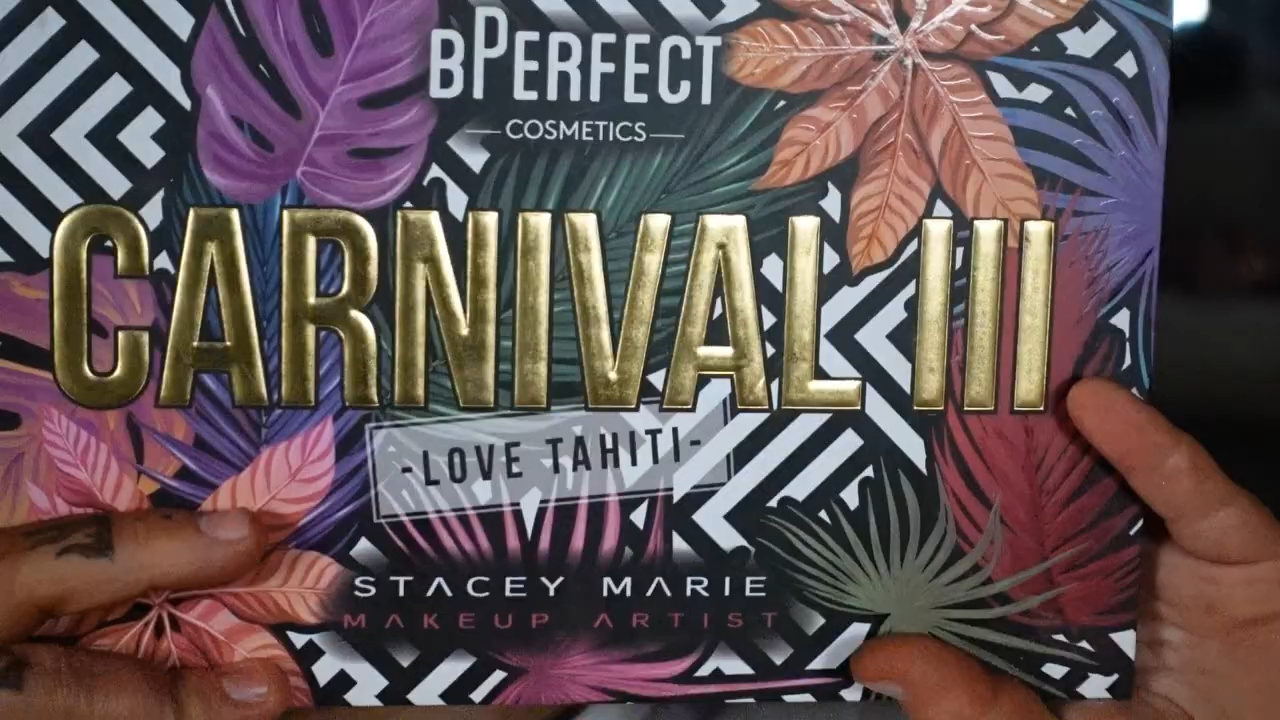 BPERFECT
COSMETICS
CARNIVAL III
-LOVE TAHITI-
STACEY MARIE
MAKEUP ARTIST